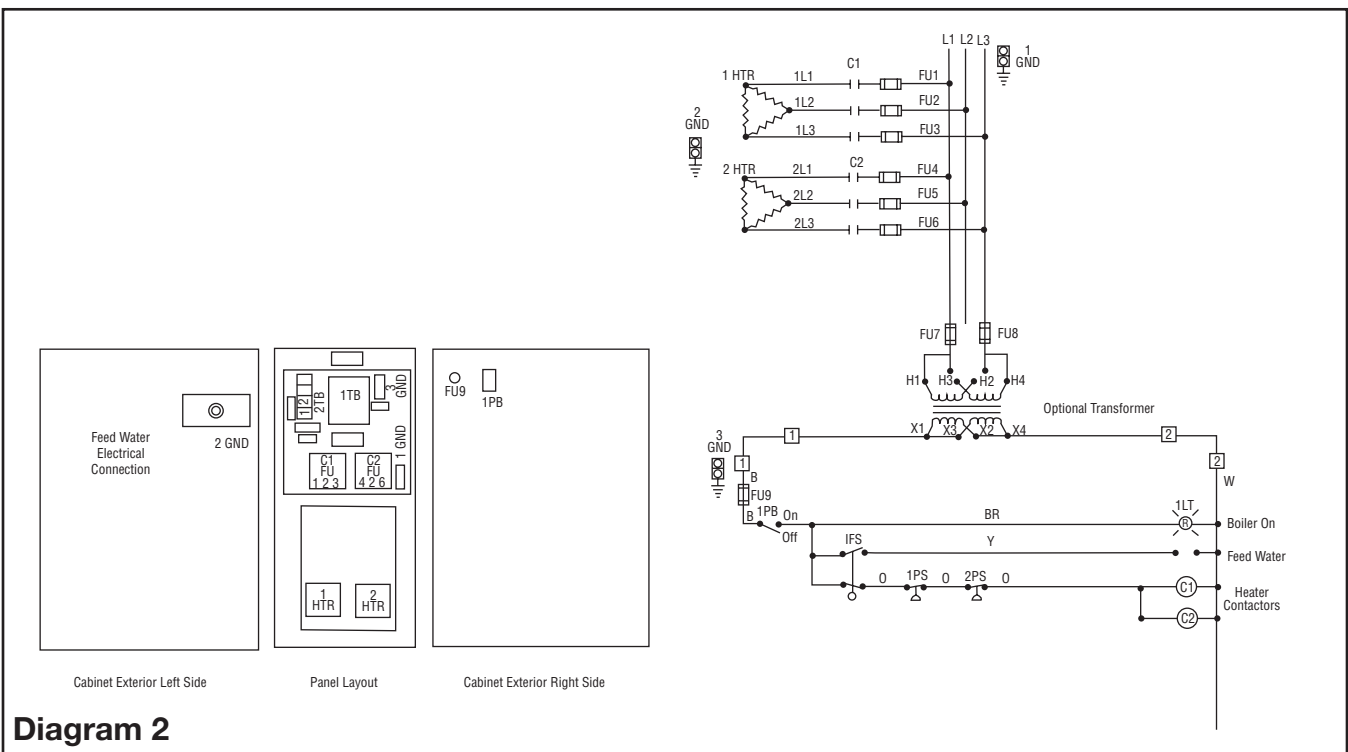 L1 L2 L3
1
GND
C1
1 HTR
1L1
FU1
1L2
FU2
1L3
FU3
2
GND
C2
2 HTR
2L1
FU4
2L2
FU5
2L3
FU6
FU7
FU8
H1 H3 H2 H4
Optional Transformer
X1 X3 X2 X4
3
GND
1
2
1
2
B
W
FU9
B 1PB On
Off
BR
1LT
R
Boiler On
IFS
Y
Feed Water
O 1PS O 2PS O
C1
Heater
Contactors
C2
Feed Water
Electrical
Connection
2 GND
1 2
2TB
1TB
3
GND
1 GND
C1
FU
1 2 3
C2
FU
4 2 6
1
HTR
2
HTR
FU9
1PB
Cabinet Exterior Left Side
Panel Layout
Cabinet Exterior Right Side
Diagram 2